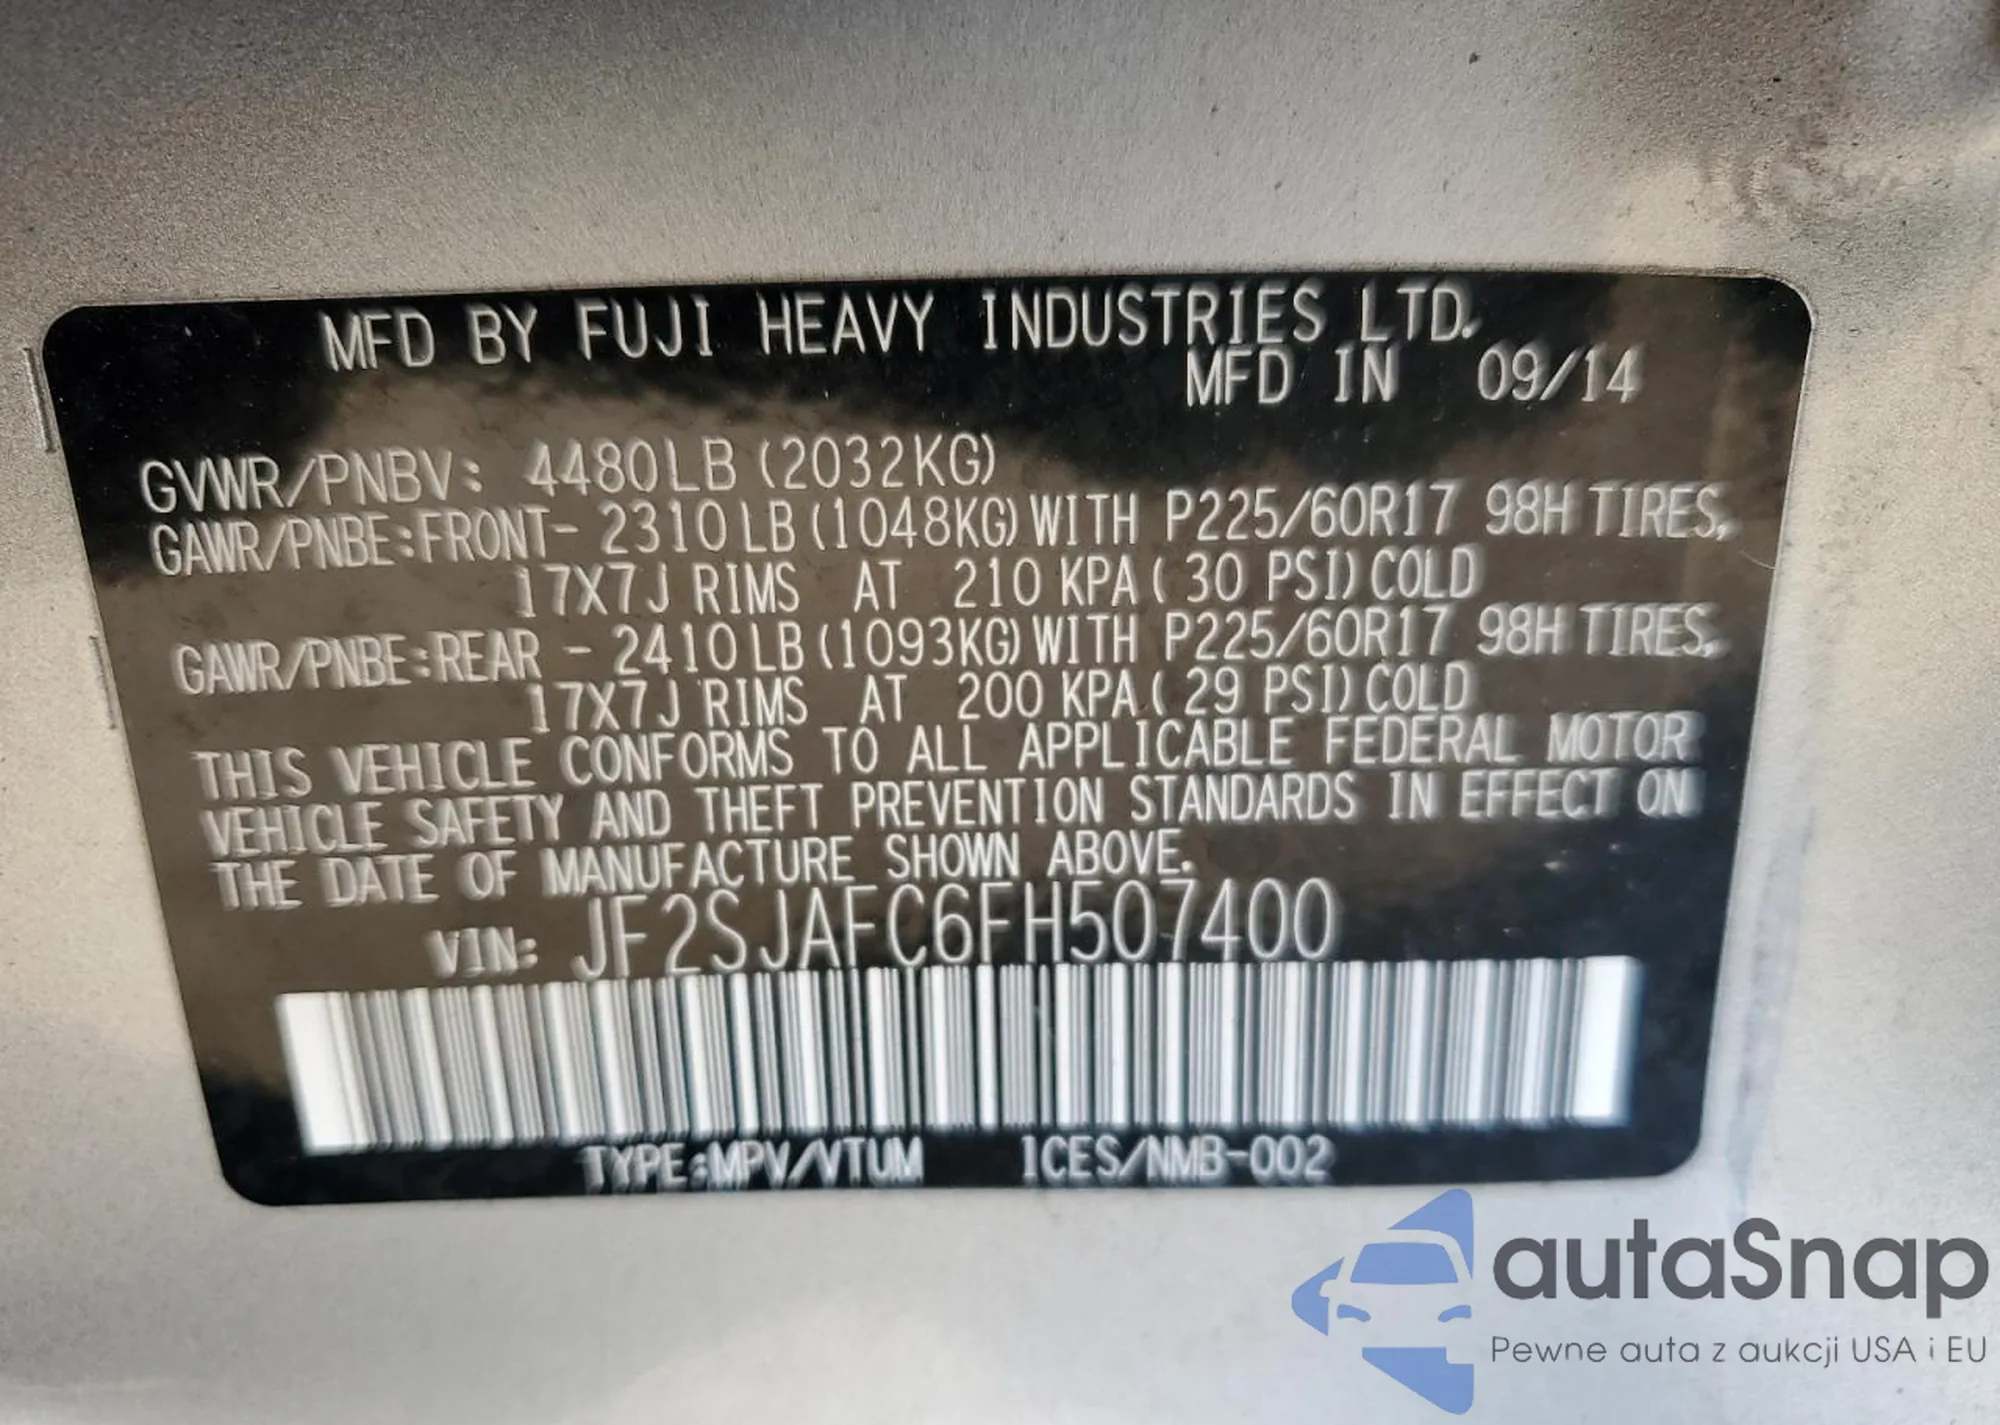 MFD BY FUJI HEAVY INDUSTRIES LTD.
MFD IN 09/14
GVWR/PNBV: 4480LB (2032KG)
GAWR/PNBE:FRONT- 2310LB (1048KG) WITH P225/60R17 98H TIRES,
17X7J RIMS AT 210 KPA ( 30 PSI) COLD
GAWR/PNBE:REAR - 2410LB (1093KG) WITH P225/60R17 98H TIRES,
17X7J RIMS AT 200 KPA ( 29 PSI) COLD
THIS VEHICLE CONFORMS TO ALL APPLICABLE FEDERAL MOTOR
VEHICLE SAFETY AND THEFT PREVENTION STANDARDS IN EFFECT ON
THE DATE OF MANUFACTURE SHOWN ABOVE.
VIN: JF2SJAFC6FH507400
TYPE:MPV/VTUM ICES/NMB-002
autaSnap
Pewne auta z aukcji USA i EU